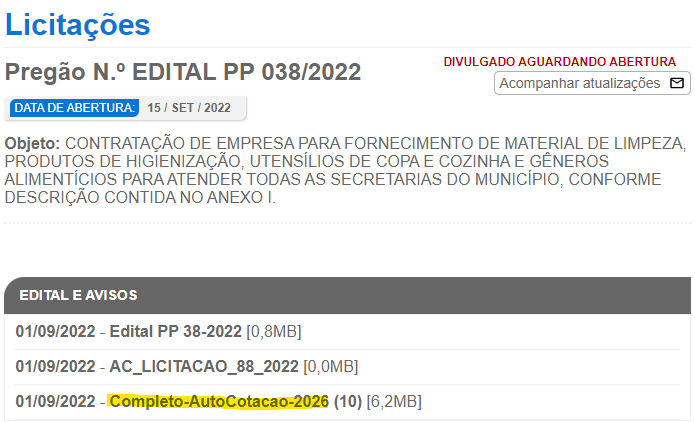 Licitações
Pregão N.º EDITAL PP 038/2022
DIVULGADO AGUARDANDO ABERTURA
Acompanhar atualizações
DATA DE ABERTURA: 15 / SET / 2022
Objeto: CONTRATAÇÃO DE EMPRESA PARA FORNECIMENTO DE MATERIAL DE LIMPEZA,
PRODUTOS DE HIGIENIZAÇÃO, UTENSÍLIOS DE COPA E COZINHA E GÊNEROS
ALIMENTÍCIOS PARA ATENDER TODAS AS SECRETARIAS DO MUNICÍPIO, CONFORME
DESCRIÇÃO CONTIDA NO ANEXO I.
EDITAL E AVISOS
01/09/2022 - Edital PP 38-2022 [0,8MB]
01/09/2022 - AC_LICITACAO_88_2022 [0,0MB]
01/09/2022 - Completo-AutoCotacao-2026 (10) [6,2MB]